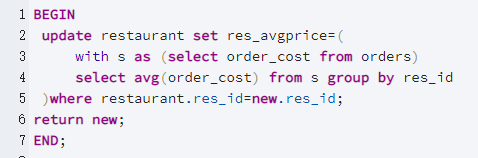 1 BEGIN
2 update restaurant set res_avgprice=(
3 with s as (select order_cost from orders)
4 select avg(order_cost) from s group by res_id
5 )where restaurant.res_id=new.res_id;
6 return new;
7 END;